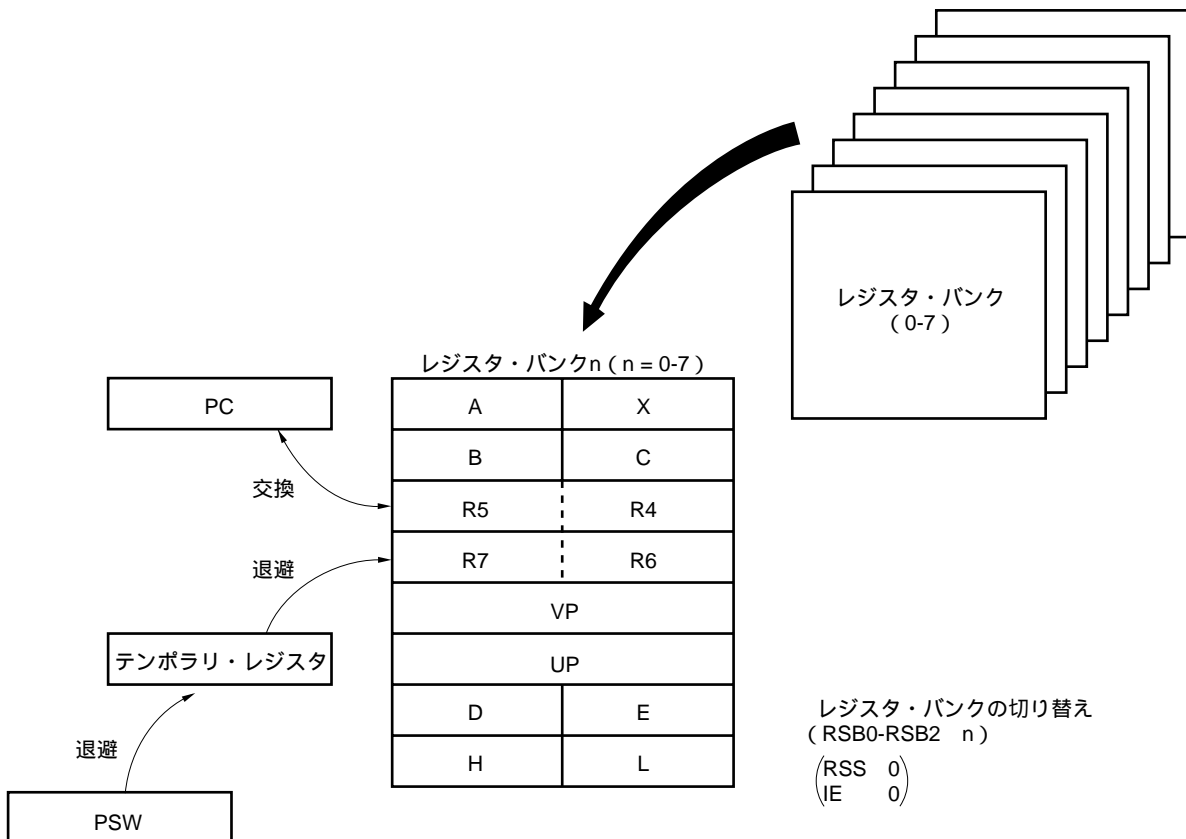 レジスタ・バンク
（0-7）
レジスタ・バンクn（n = 0-7）
PC
A X
B C
交換
R5 R4
R7 R6
退避
VP
テンポラリ・レジスタ
UP
D E
H L
退避
PSW
レジスタ・バンクの切り替え
（RSB0-RSB2 n）
(RSS 0
IE 0)